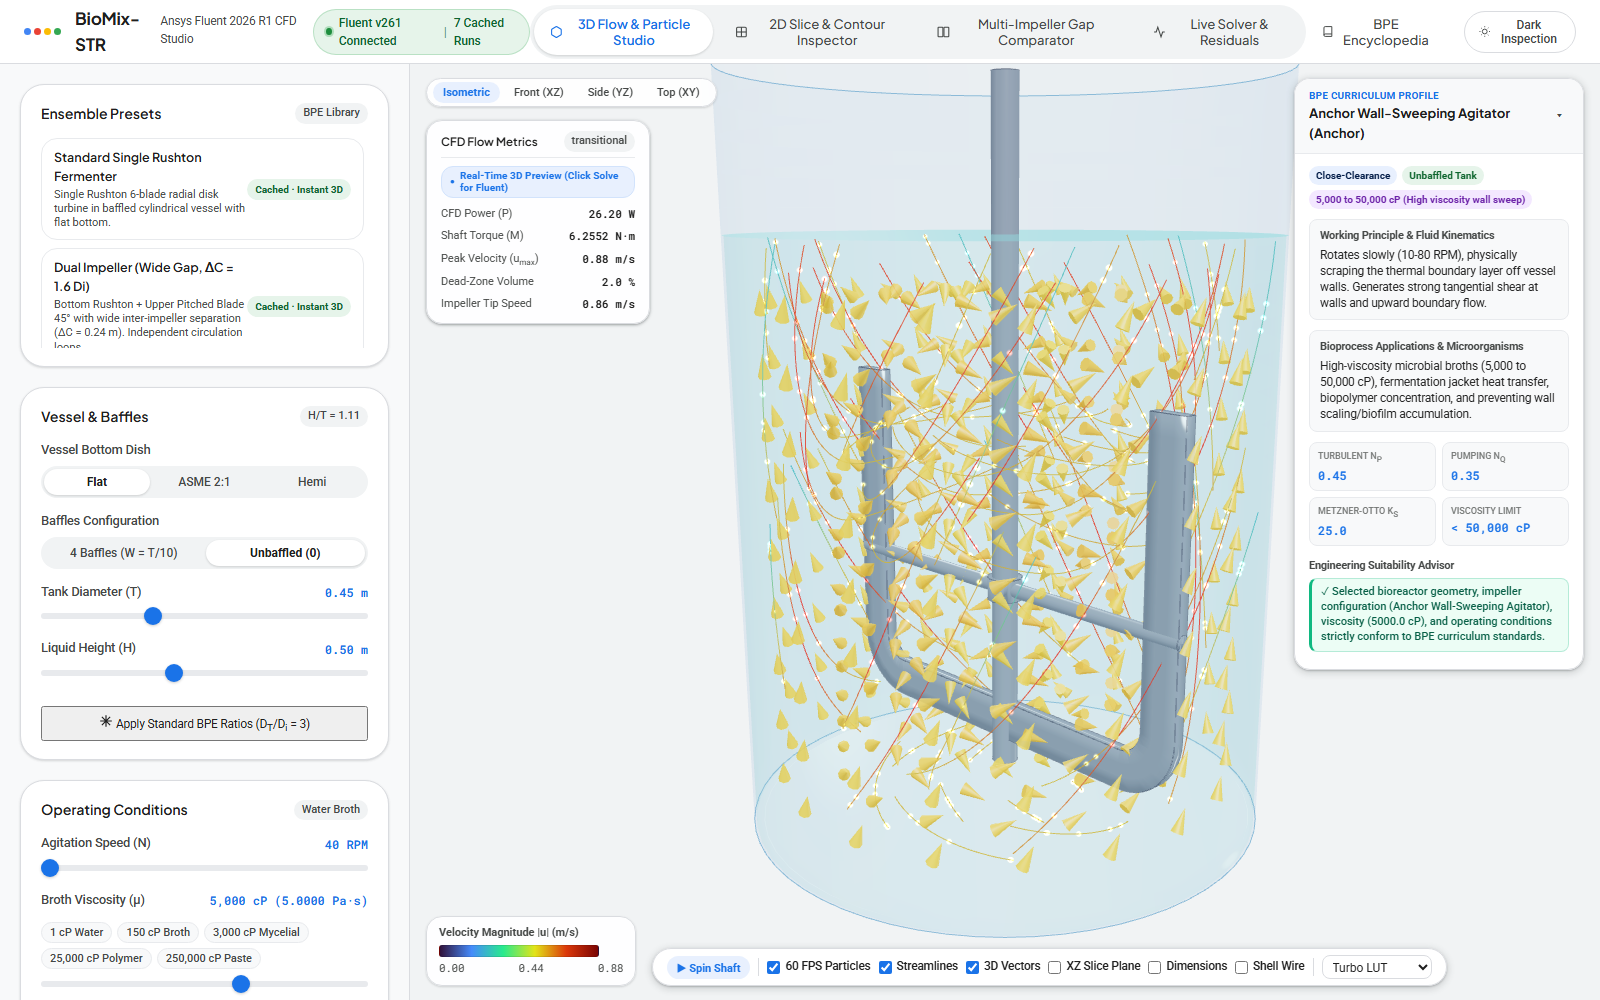 BioMix-STR
Ansys Fluent 2026 R1 CFD Studio
Fluent v261 Connected | 7 Cached Runs
3D Flow & Particle Studio
2D Slice & Contour Inspector
Multi-Impeller Gap Comparator
Live Solver & Residuals
BPE Encyclopedia
Dark Inspection
Ensemble Presets
BPE Library
Standard Single Rushton Fermenter
Single Rushton 6-blade radial disk turbine in baffled cylindrical vessel with flat bottom.
Cached · Instant 3D
Dual Impeller (Wide Gap, ΔC = 1.6 Di)
Bottom Rushton + Upper Pitched Blade 45° with wide inter-impeller separation (ΔC = 0.24 m). Independent circulation loops.
Cached · Instant 3D
Vessel & Baffles
H/T = 1.11
Vessel Bottom Dish
Flat
ASME 2:1
Hemi
Baffles Configuration
4 Baffles (W = T/10)
Unbaffled (0)
Tank Diameter (T)
0.45 m
Liquid Height (H)
0.50 m
✳ Apply Standard BPE Ratios (DT/Di = 3)
Operating Conditions
Water Broth
Agitation Speed (N)
40 RPM
Broth Viscosity (μ)
5,000 cP (5.0000 Pa·s)
1 cP Water
150 cP Broth
3,000 cP Mycelial
25,000 cP Polymer
250,000 cP Paste
Isometric
Front (XZ)
Side (YZ)
Top (XY)
CFD Flow Metrics
transitional
• Real-Time 3D Preview (Click Solve for Fluent)
CFD Power (P)
26.20 W
Shaft Torque (M)
6.2552 N·m
Peak Velocity (umax)
0.88 m/s
Dead-Zone Volume
2.0 %
Impeller Tip Speed
0.86 m/s
Velocity Magnitude |u| (m/s)
0.00
0.44
0.88
▶ Spin Shaft
60 FPS Particles
Streamlines
3D Vectors
XZ Slice Plane
Dimensions
Shell Wire
Turbo LUT
BPE CURRICULUM PROFILE
Anchor Wall-Sweeping Agitator (Anchor)
Close-Clearance
Unbaffled Tank
5,000 to 50,000 cP (High viscosity wall sweep)
Working Principle & Fluid Kinematics
Rotates slowly (10-80 RPM), physically scraping the thermal boundary layer off vessel walls. Generates strong tangential shear at walls and upward boundary flow.
Bioprocess Applications & Microorganisms
High-viscosity microbial broths (5,000 to 50,000 cP), fermentation jacket heat transfer, biopolymer concentration, and preventing wall scaling/biofilm accumulation.
TURBULENT NP
0.45
PUMPING NQ
0.35
METZNER-OTTO KS
25.0
VISCOSITY LIMIT
< 50,000 cP
Engineering Suitability Advisor
✓ Selected bioreactor geometry, impeller configuration (Anchor Wall-Sweeping Agitator), viscosity (5000.0 cP), and operating conditions strictly conform to BPE curriculum standards.